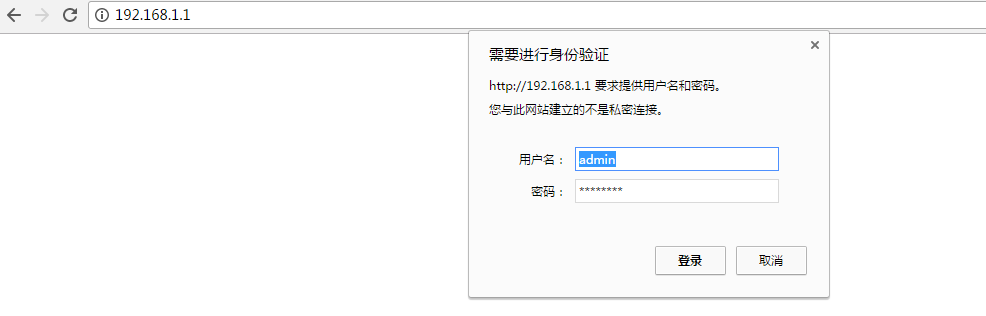 192.168.1.1
需要进行身份验证
http://192.168.1.1 要求提供用户名和密码。
您与此网站建立的不是私密连接。
用户名： admin
密码： ********
登录 取消